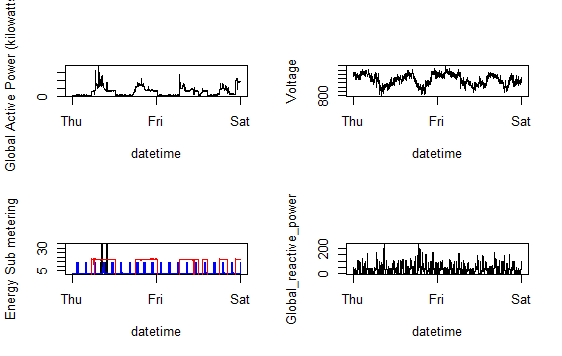 Global Active Power (kilowatts
0
Thu Fri Sat
datetime
Voltage
800
Thu Fri Sat
datetime
Energy Sub metering
5 30
Thu Fri Sat
datetime
Global_reactive_power
0 200
Thu Fri Sat
datetime